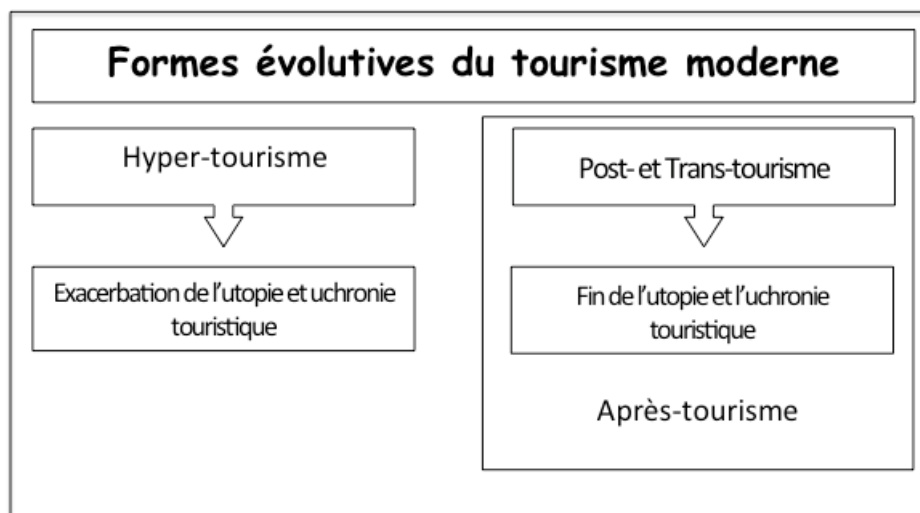 Formes évolutives du tourisme moderne
Hyper-tourisme
Exacerbation de l'utopie et uchronie
touristique
Post- et Trans-tourisme
Fin de l'utopie et l'uchronie
touristique
Après-tourisme